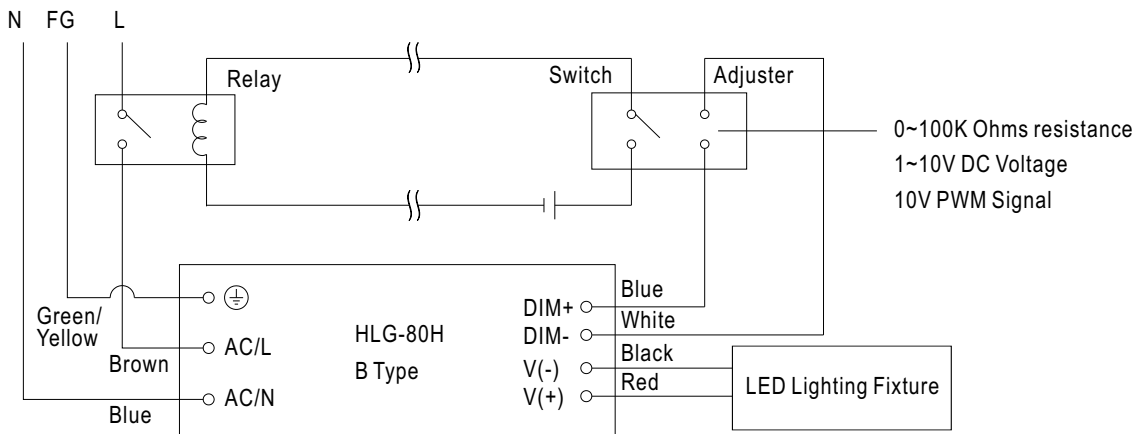 N FG L
Relay
Switch
Adjuster
0~100K Ohms resistance
1~10V DC Voltage
10V PWM Signal
Green/
Yellow
Brown
Blue
AC/L
AC/N
HLG-80H
B Type
DIM+
DIM-
V(-)
V(+)
Blue
White
Black
Red
LED Lighting Fixture